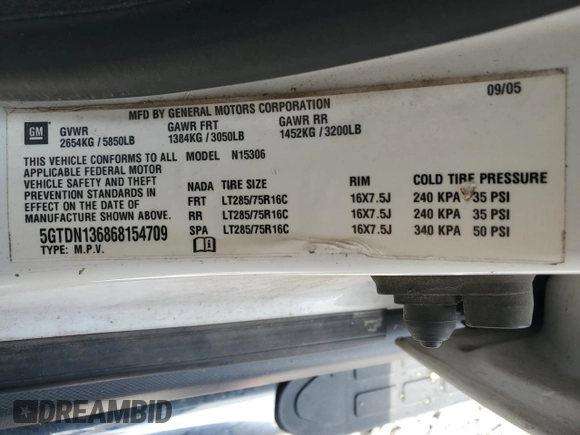 MFD BY GENERAL MOTORS CORPORATION 09/05
GM GVWR GAWR FRT GAWR RR
2654KG / 5850LB 1384KG / 3050LB 1452KG / 3200LB
THIS VEHICLE CONFORMS TO ALL MODEL N15306
APPLICABLE FEDERAL MOTOR
VEHICLE SAFETY AND THEFT NADA TIRE SIZE RIM COLD TIRE PRESSURE
PREVENTION STANDARDS IN FRT LT285/75R16C 16X7.5J 240 KPA 35 PSI
EFFECT ON THE DATE OF RR LT285/75R16C 16X7.5J 240 KPA 35 PSI
MANUFACTURE SHOWN ABOVE. SPA LT285/75R16C 16X7.5J 340 KPA 50 PSI
5GTDN136868154709
TYPE: M.P.V.
DREAMBID